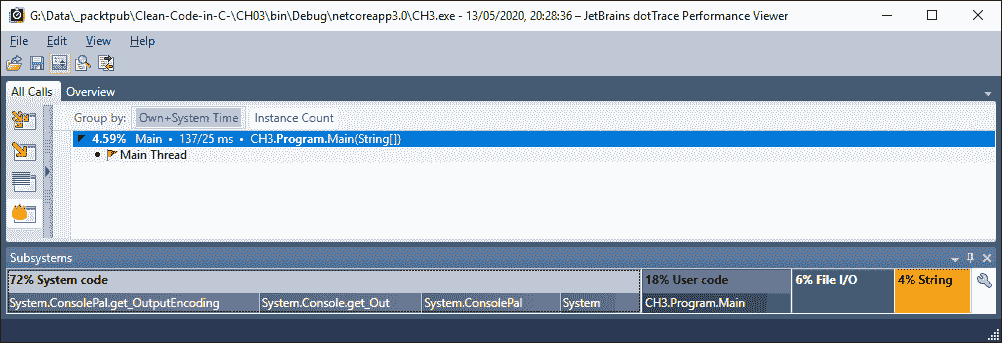 G:\Data\_packtpub\Clean-Code-in-C-\CH03\bin\Debug\netcoreapp3.0\CH3.exe - 13/05/2020, 20:28:36 – JetBrains dotTrace Performance Viewer
File Edit View Help
All Calls Overview
Group by: Own+System Time Instance Count
4.59% Main • 137/25 ms • CH3.Program.Main(String[])
Main Thread
Subsystems
72% System code 18% User code 6% File I/O 4% String
System.ConsolePal.get_OutputEncoding System.Console.get_Out System.ConsolePal System CH3.Program.Main